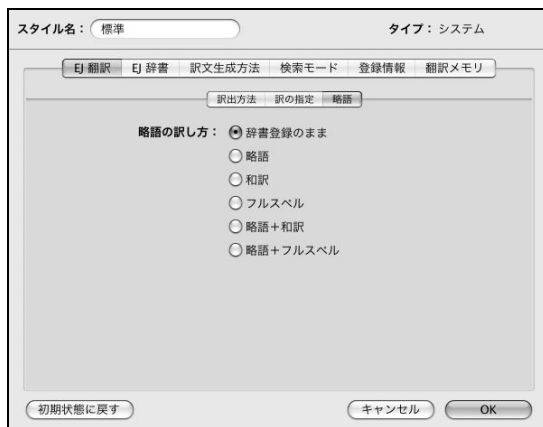 スタイル名： 標準 タイプ：システム
EJ 翻訳 EJ 辞書 訳文生成方法 検索モード 登録情報 翻訳メモリ
訳出方法 訳の指定 略語
略語の訳し方： 辞書登録のまま
略語
和訳
フルスペル
略語＋和訳
略語＋フルスペル
初期状態に戻す キャンセル OK